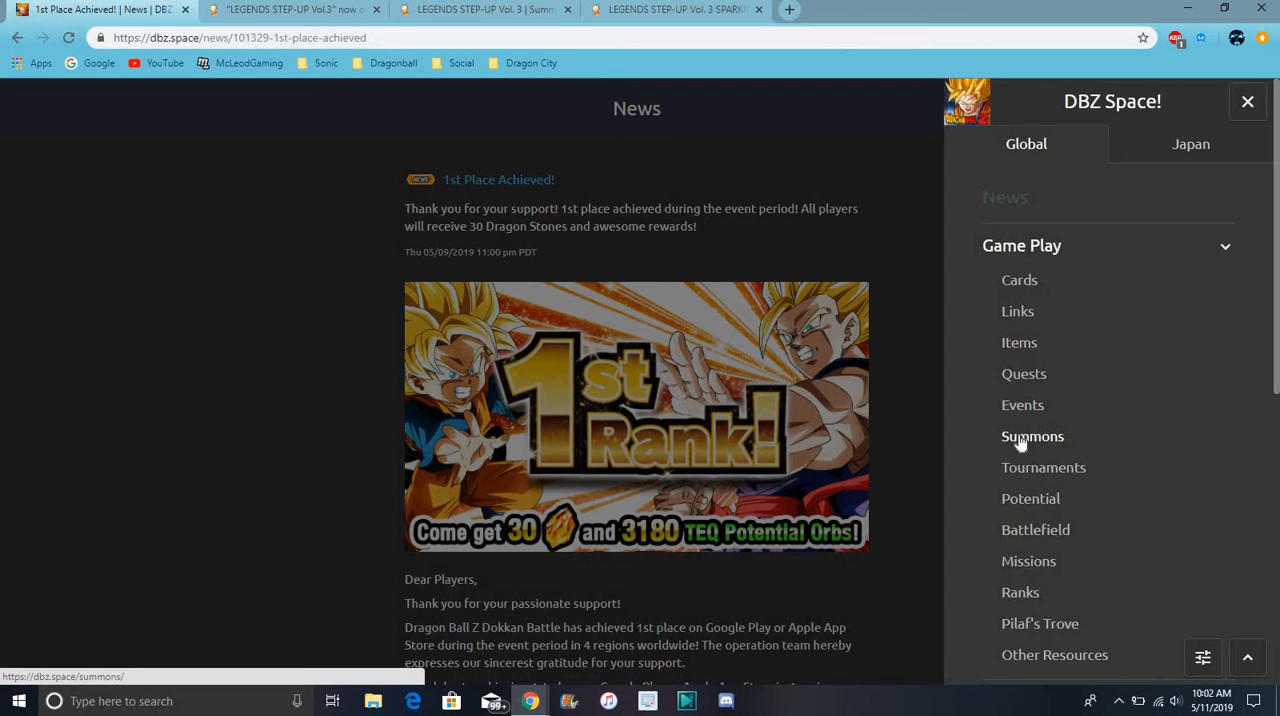 1st Place Achieved! | News | DBZ
"LEGENDS STEP-UP Vol.3" now o
LEGENDS STEP-UP Vol. 3 | Summ
LEGENDS STEP-UP Vol. 3 SPARKI
https://dbz.space/news/101329-1st-place-achieved
ABP
1
Apps
Google
YouTube
McLeodGaming
Sonic
Dragonball
Social
Dragon City
News
DBZ Space!
Global
Japan
NEWS
1st Place Achieved!
Thank you for your support! 1st place achieved during the event period! All players
will receive 30 Dragon Stones and awesome rewards!
Thu 05/09/2019 11:00 pm PDT
1st
Rank!
Come get 30 and 3180 TEQ Potential Orbs!
Dear Players,
Thank you for your passionate support!
Dragon Ball Z Dokkan Battle has achieved 1st place on Google Play or Apple App
Store during the event period in 4 regions worldwide! The operation team hereby
expresses our sincerest gratitude for your support.
News
Game Play
Cards
Links
Items
Quests
Events
Summons
Tournaments
Potential
Battlefield
Missions
Ranks
Pilaf's Trove
Other Resources
https://dbz.space/summons/
Type here to search
99+
10:02 AM
5/11/2019